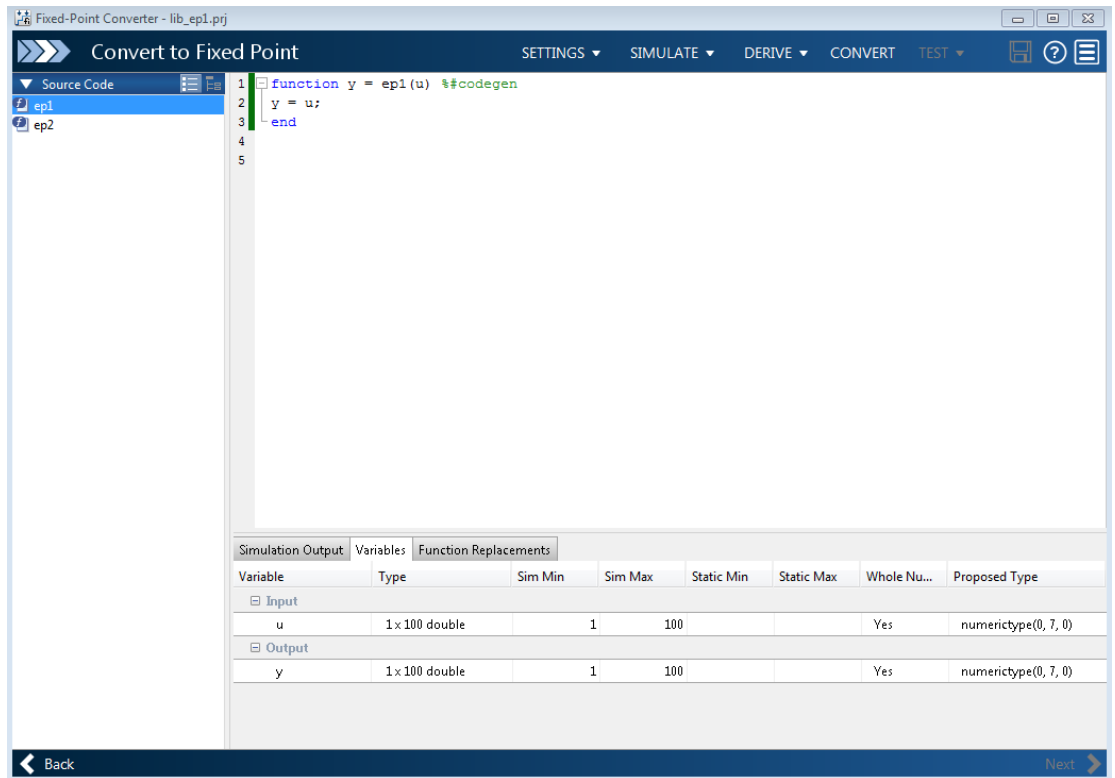 Fixed-Point Converter - lib_ep1.prj
Convert to Fixed Point SETTINGS SIMULATE DERIVE CONVERT TEST
Source Code
ep1
ep2
1 function y = ep1(u) %#codegen
2 y = u;
3 end
4
5
Simulation Output Variables Function Replacements
Variable Type Sim Min Sim Max Static Min Static Max Whole Nu... Proposed Type
Input
u 1 x 100 double 1 100 Yes numerictype(0, 7, 0)
Output
y 1 x 100 double 1 100 Yes numerictype(0, 7, 0)
Back Next